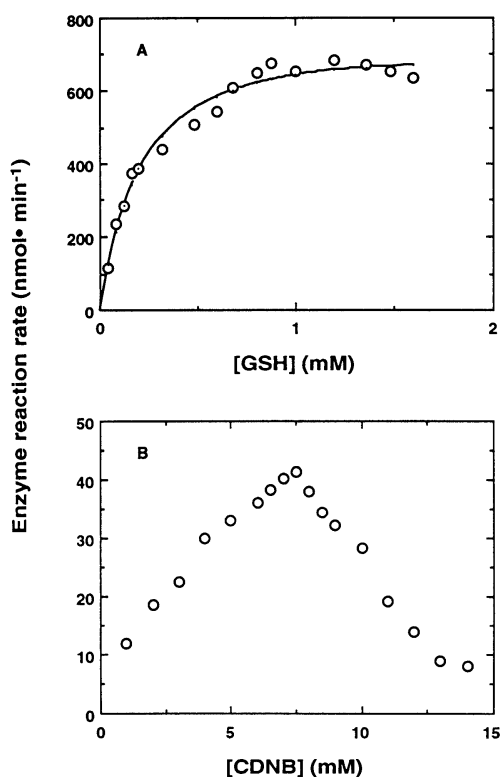 Enzyme reaction rate (nmol• min⁻¹)
A
800
600
400
200
0
0 1 2
[GSH] (mM)
B
50
40
30
20
10
0
0 5 10 15
[CDNB] (mM)